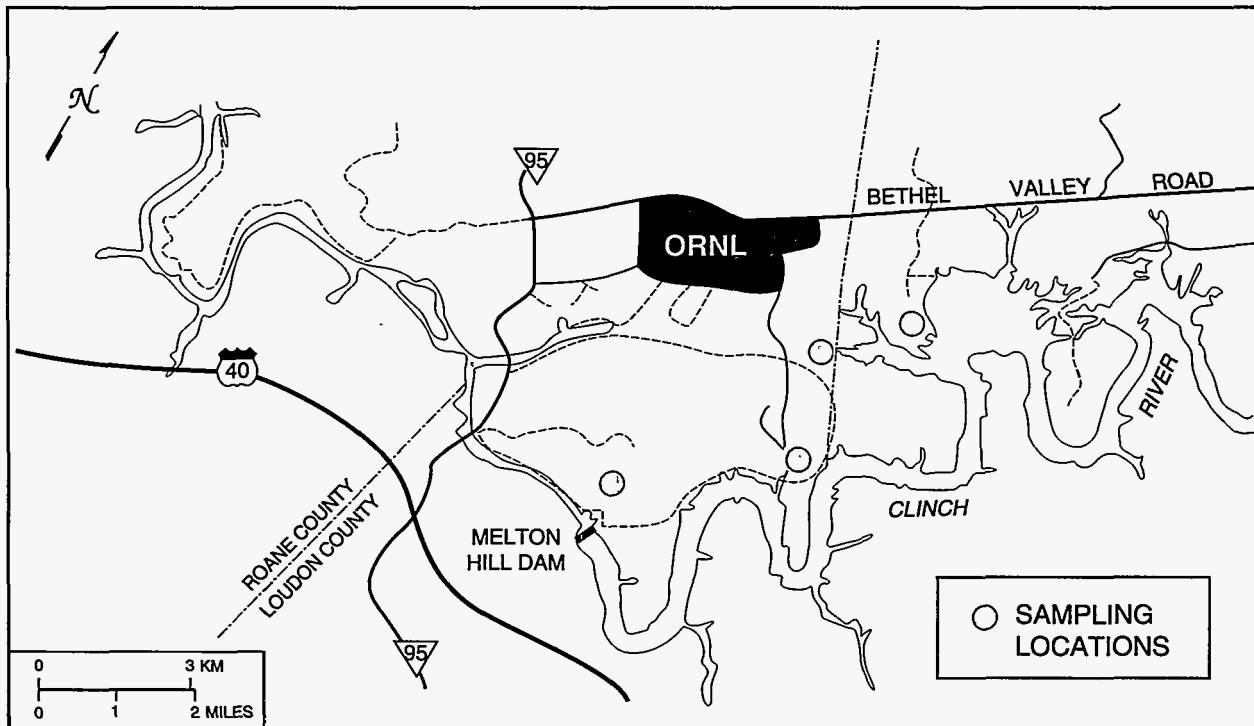 N
95
BETHEL VALLEY ROAD
ORNL
40
RIVER
CLINCH
MELTON
HILL DAM
ROANE COUNTY
LOUDON COUNTY
95
SAMPLING
LOCATIONS
0 3 KM
0 1 2 MILES